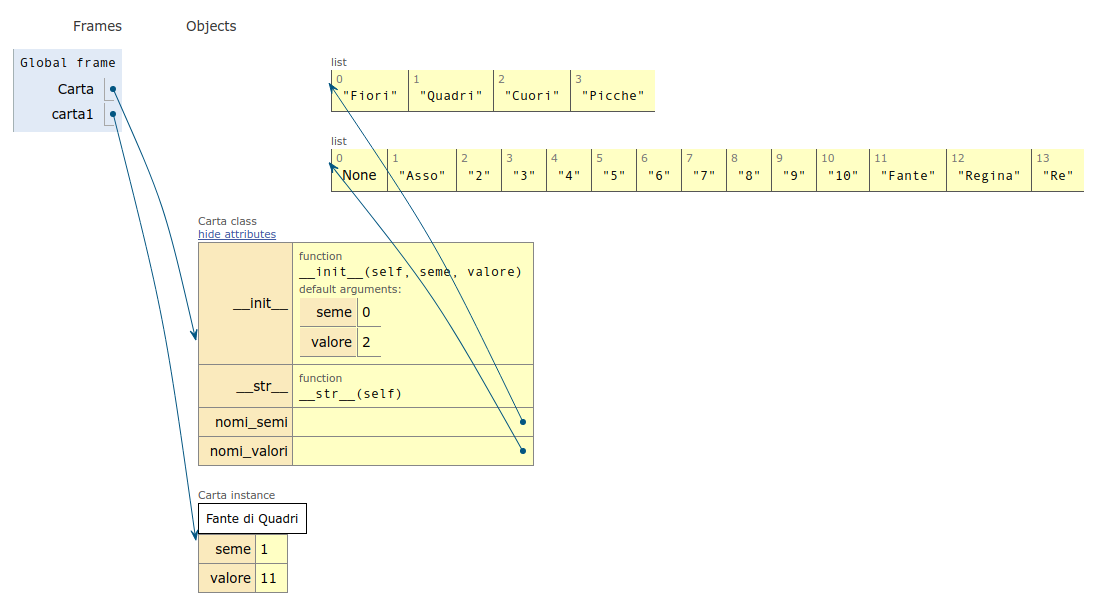 Frames Objects
Global frame
Carta
carta1
list
0 1 2 3
"Fiori" "Quadri" "Cuori" "Picche"
list
0 1 2 3 4 5 6 7 8 9 10 11 12 13
None "Asso" "2" "3" "4" "5" "6" "7" "8" "9" "10" "Fante" "Regina" "Re"
Carta class
hide attributes
__init__
function
__init__(self, seme, valore)
default arguments:
seme 0
valore 2
__str__
function
__str__(self)
nomi_semi
nomi_valori
Carta instance
Fante di Quadri
seme 1
valore 11